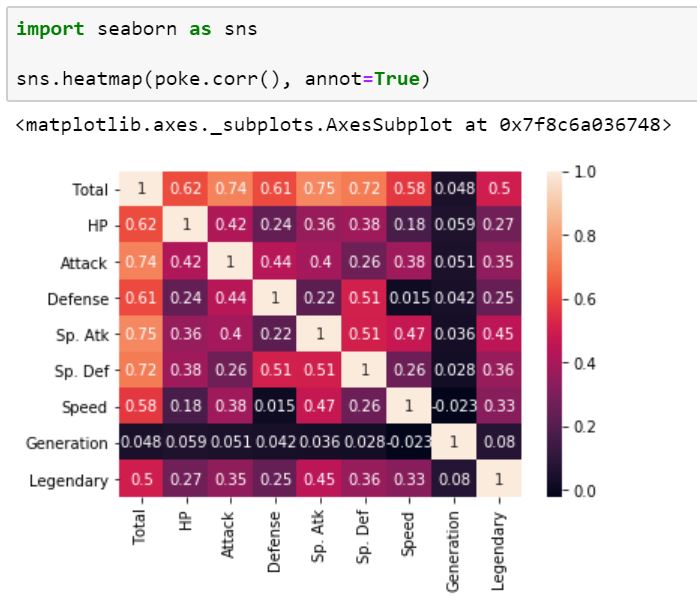 import seaborn as sns
sns.heatmap(poke.corr(), annot=True)
<matplotlib.axes._subplots.AxesSubplot at 0x7f8c6a036748>
Total 1 0.62 0.74 0.61 0.75 0.72 0.58 0.048 0.5
HP 0.62 1 0.42 0.24 0.36 0.38 0.18 0.059 0.27
Attack 0.74 0.42 1 0.44 0.4 0.26 0.38 0.051 0.35
Defense 0.61 0.24 0.44 1 0.22 0.51 0.015 0.042 0.25
Sp. Atk 0.75 0.36 0.4 0.22 1 0.51 0.47 0.036 0.45
Sp. Def 0.72 0.38 0.26 0.51 0.51 1 0.26 0.028 0.36
Speed 0.58 0.18 0.38 0.015 0.47 0.26 1 -0.023 0.33
Generation 0.048 0.059 0.051 0.042 0.036 0.028 -0.023 1 0.08
Legendary 0.5 0.27 0.35 0.25 0.45 0.36 0.33 0.08 1
Total HP Attack Defense Sp. Atk Sp. Def Speed Generation Legendary
1.0
0.8
0.6
0.4
0.2
0.0